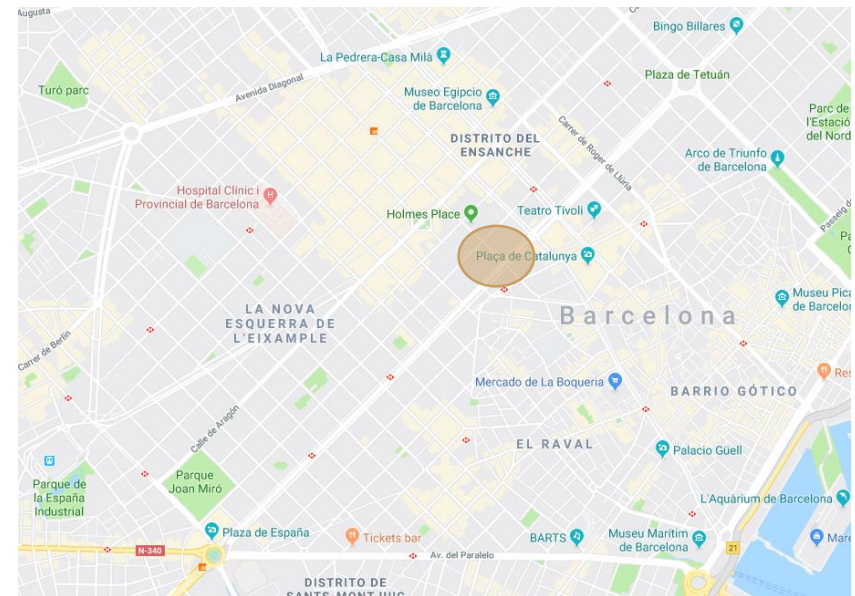 Augusta
Bingo Billares
La Pedrera-Casa Milà
Plaza de Tetuán
Turó parc
Avenida Diagonal
Museo Egipcio
de Barcelona
Parc de
l'Estació
del Nord
Carrer de Roger de Llúria
DISTRITO DEL
ENSANCHE
Arco de Triunfo
de Barcelona
Hospital Clínic i
Provincial de Barcelona
H
Holmes Place
Teatro Tívoli
Passeig d
Plaça de Catalunya
Pa
LA NOVA
ESQUERRA DE
L'EIXAMPLE
Barcelona
Museu Pica
de Barcelon
Carrer de Berlín
Mercado de La Boqueria
BARRIO GÓTICO
Res
Calle de Aragón
EL RAVAL
Palacio Güell
Parque de
la España
Industrial
Parque
Joan Miró
L'Aquàrium de Barcelona
Plaza de España
Tickets bar
BARTS
Museu Marítim
de Barcelona
Mare
N-340
21
Av. del Paralelo
DISTRITO DE
SANTS-MONTJUIC